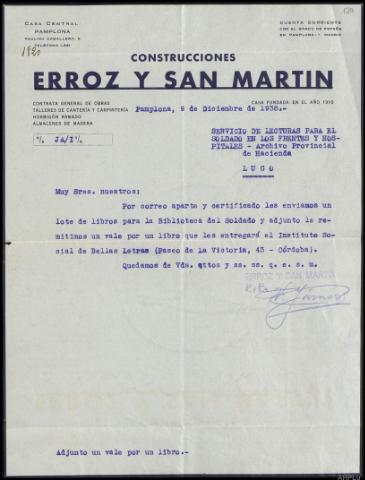 CASA CENTRAL
PAMPLONA
PAULINO CABALLERO, 5
TELÉFONO 1281
CUENTA CORRIENTE
CON EL BANCO DE ESPAÑA
EN PAMPLONA Y MADRID
CONSTRUCCIONES
ERROZ Y SAN MARTIN
CONTRATA GENERAL DE OBRAS
TALLERES DE CANTERÍA Y CARPINTERÍA
HORMIGÓN ARMADO
ALMACENES DE MADERA
CASA FUNDADA EN EL AÑO 1910
Pamplona, 9 de Diciembre de 1938.-
SERVICIO DE LECTURAS PARA EL
SOLDADO EN LOS FRENTES Y HOS-
PITALES - Archivo Provincial
de Hacienda
L U G O
Muy Sres. nuestros:
Por correo aparte y certificado les enviamos un
lote de libros para la Biblioteca del Soldado y adjunto le re-
mitimos un vale por un libro que les entregará el Instituto So-
cial de Bellas Letras (Paseo de la Victoria, 43 - Córdoba).
Quedamos de Vds. attos y ss. ss. q. e. s. m.
ERROZ Y SAN MARTIN
P. P.
Adjunto un vale por un libro.-